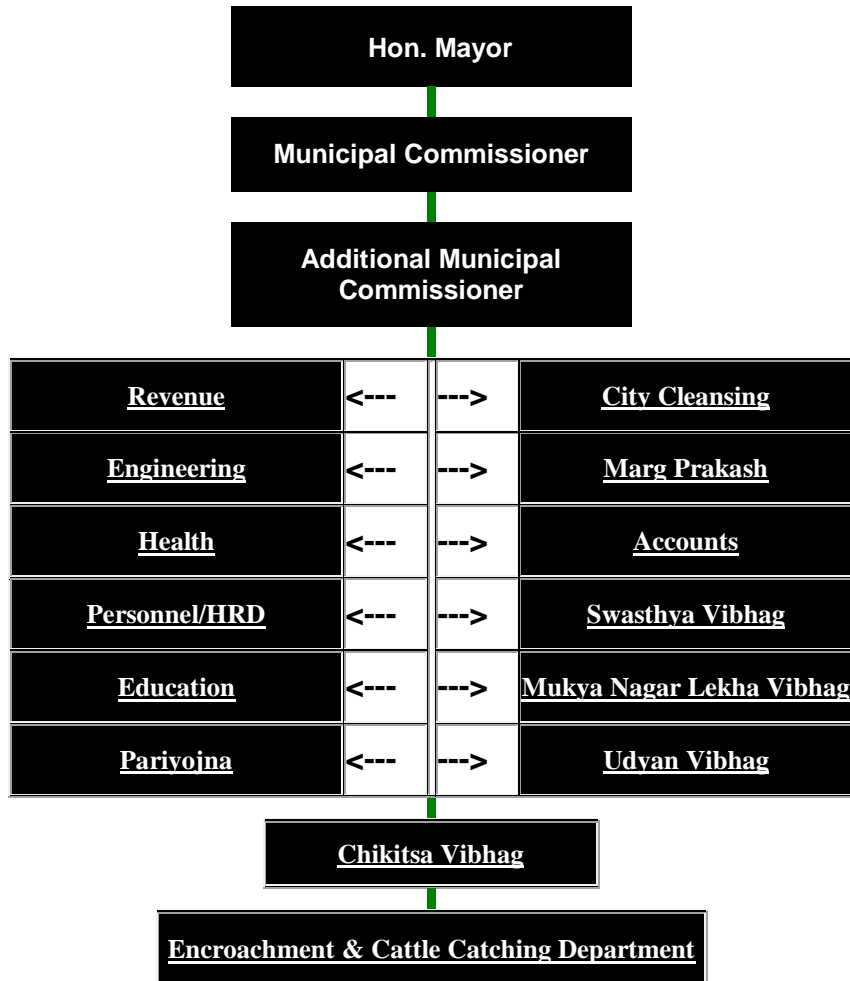 Hon. Mayor
Municipal Commissioner
Additional Municipal
Commissioner
Revenue <--- ---> City Cleansing
Engineering <--- ---> Marg Prakash
Health <--- ---> Accounts
Personnel/HRD <--- ---> Swasthya Vibhag
Education <--- ---> Mukya Nagar Lekha Vibhag
Pariyojna <--- ---> Udyan Vibhag
Chikitsa Vibhag
Encroachment & Cattle Catching Department